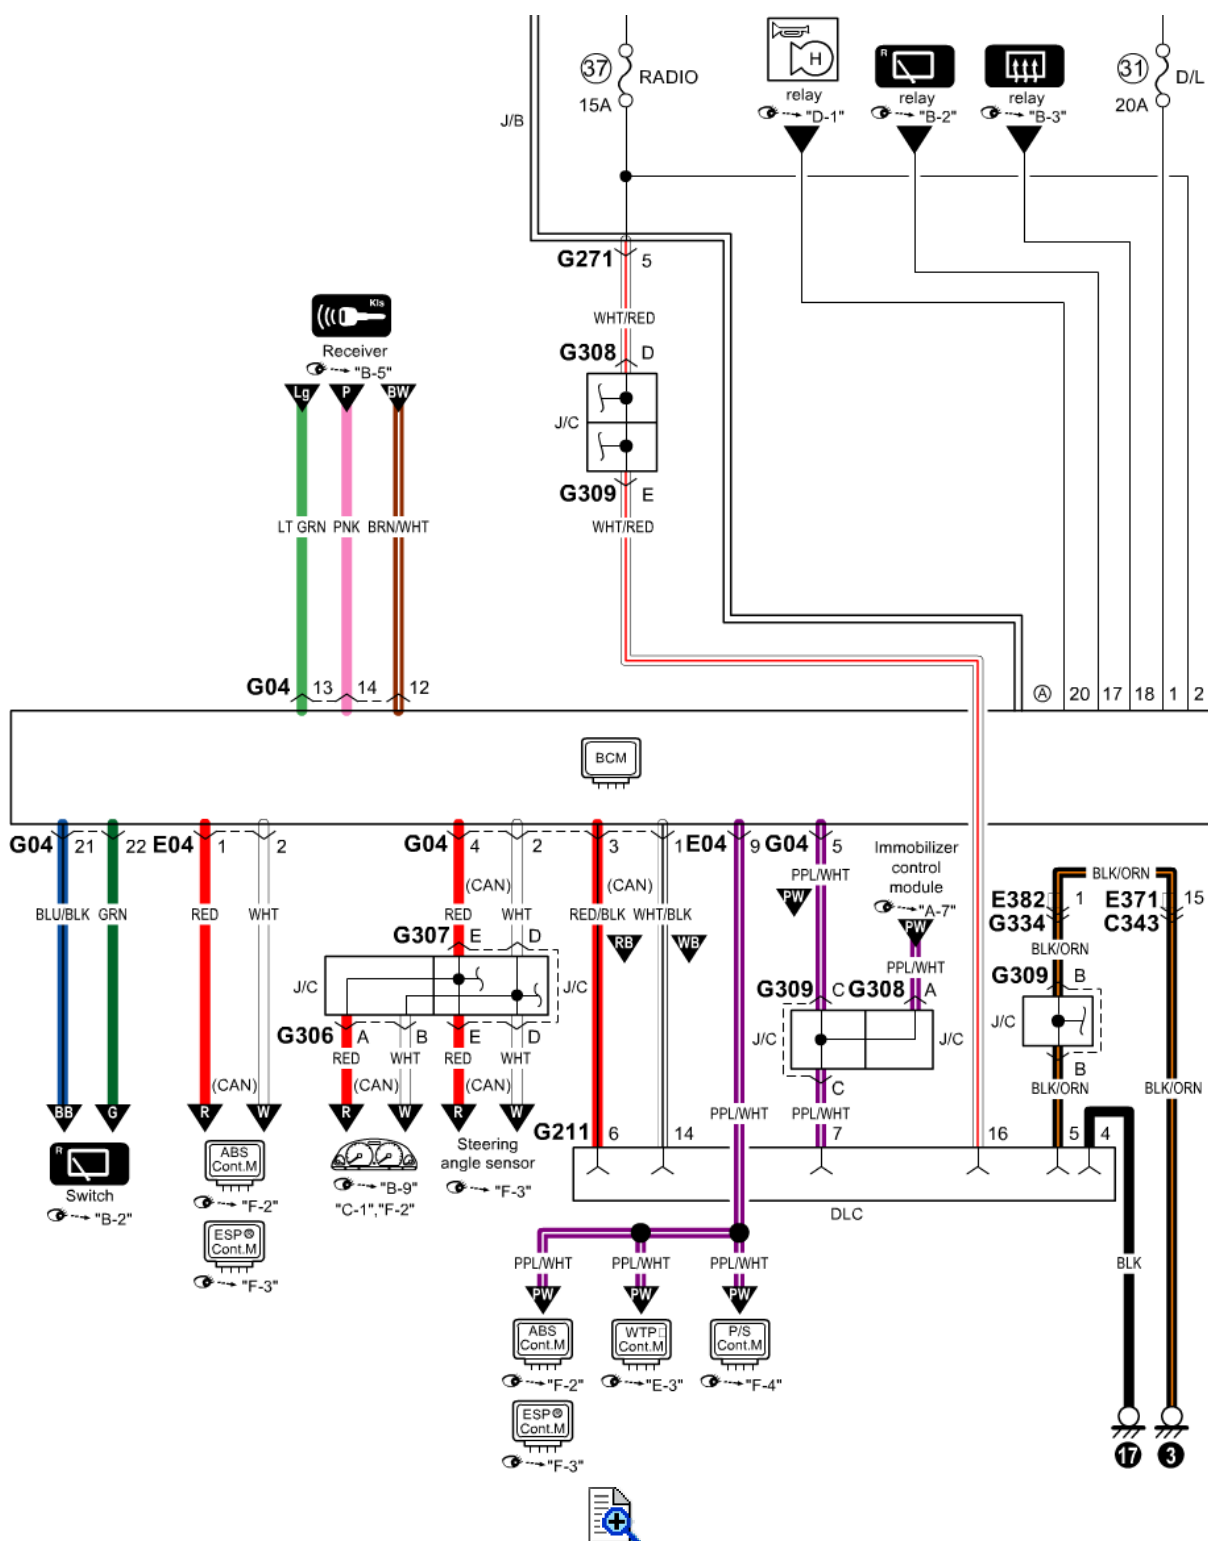 37 RADIO 15A
H
relay
"D-1"
R
relay
"B-2"
relay
"B-3"
31 D/L 20A
J/B
G271 5
WHT/RED
G308 D
J/C
G309 E
WHT/RED
KIs
Receiver
"B-5"
Lg P BW
LT GRN PNK BRN/WHT
G04 13 14 12
A 20 17 18 1 2
BCM
G04 21 22 E04 1 2 G04 4 2 3 1 E04 9 G04 5
(CAN) (CAN)
BLU/BLK GRN RED WHT RED WHT RED/BLK WHT/BLK
RB WB
PPL/WHT
PW
Immobilizer
control
module
"A-7"
PW
PPL/WHT
BLK/ORN
E382 1 E371 15
G334 C343
BLK/ORN
G307 E D
J/C J/C
G306 A B E D
RED WHT RED WHT
(CAN) (CAN) (CAN)
G309 C G308 A
J/C J/C
C
PPL/WHT PPL/WHT
G309 B
J/C
B
BLK/ORN BLK/ORN
BB G R W R W R W
G211 6 14 7 16 5 4
DLC
R
Switch
"B-2"
ABS
Cont.M
"F-2"
ESP®
Cont.M
"F-3"
"B-9"
"C-1","F-2"
Steering
angle sensor
"F-3"
PPL/WHT PPL/WHT PPL/WHT
PW PW PW
ABS
Cont.M
"F-2"
WTP
Cont.M
"E-3"
P/S
Cont.M
"F-4"
ESP®
Cont.M
"F-3"
BLK
17 3